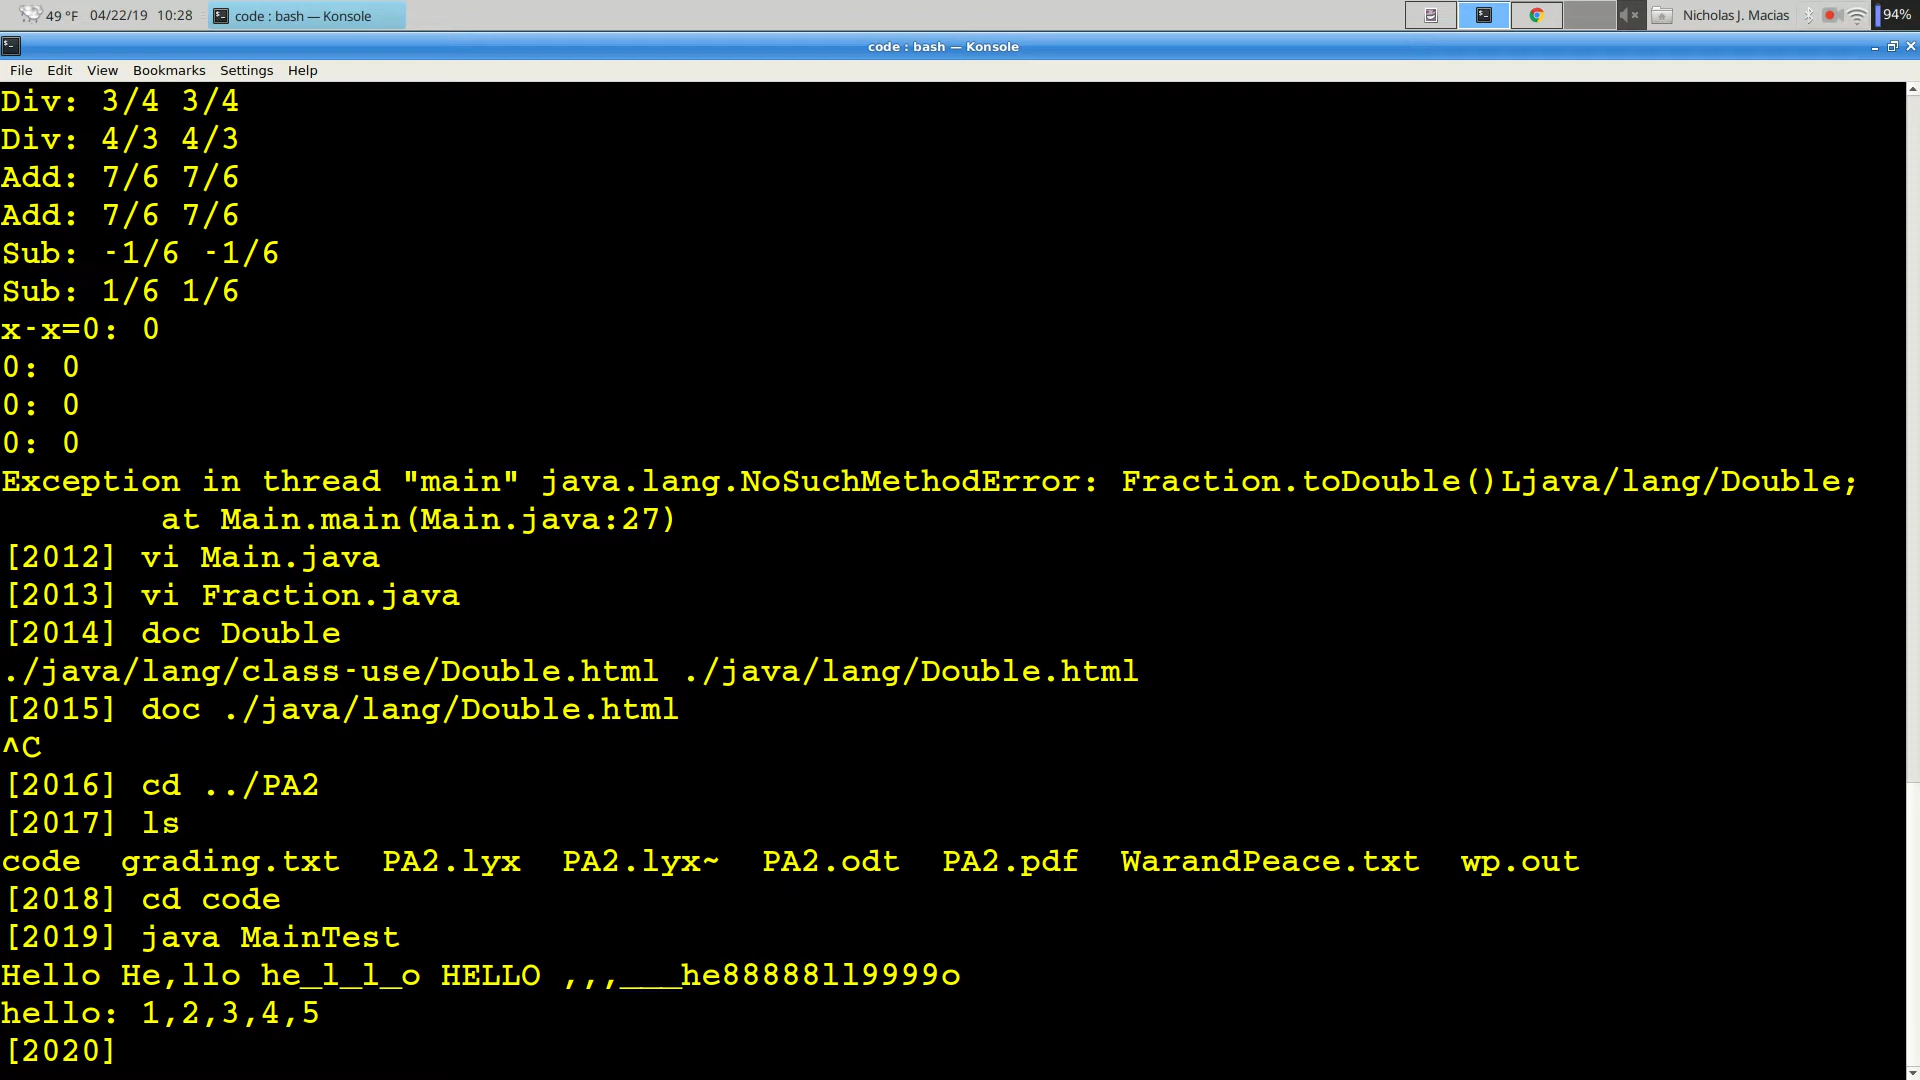 49 °F 04/22/19 10:28 code : bash — Konsole Nicholas J. Macias 94%
code : bash — Konsole
File Edit View Bookmarks Settings Help
Div: 3/4 3/4
Div: 4/3 4/3
Add: 7/6 7/6
Add: 7/6 7/6
Sub: -1/6 -1/6
Sub: 1/6 1/6
x-x=0: 0
0: 0
0: 0
0: 0
Exception in thread "main" java.lang.NoSuchMethodError: Fraction.toDouble()Ljava/lang/Double;
        at Main.main(Main.java:27)
[2012] vi Main.java
[2013] vi Fraction.java
[2014] doc Double
./java/lang/class-use/Double.html ./java/lang/Double.html
[2015] doc ./java/lang/Double.html
^C
[2016] cd ../PA2
[2017] ls
code  grading.txt  PA2.lyx  PA2.lyx~  PA2.odt  PA2.pdf  WarandPeace.txt  wp.out
[2018] cd code
[2019] java MainTest
Hello He,llo he_l_l_o HELLO ,,,___he88888ll9999o
hello: 1,2,3,4,5
[2020]